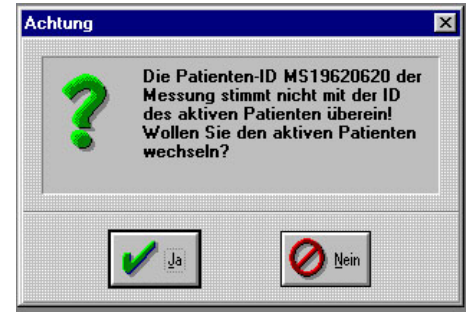 Achtung
Die Patienten-ID MS19620620 der
Messung stimmt nicht mit der ID
des aktiven Patienten überein!
Wollen Sie den aktiven Patienten
wechseln?
Ja
Nein